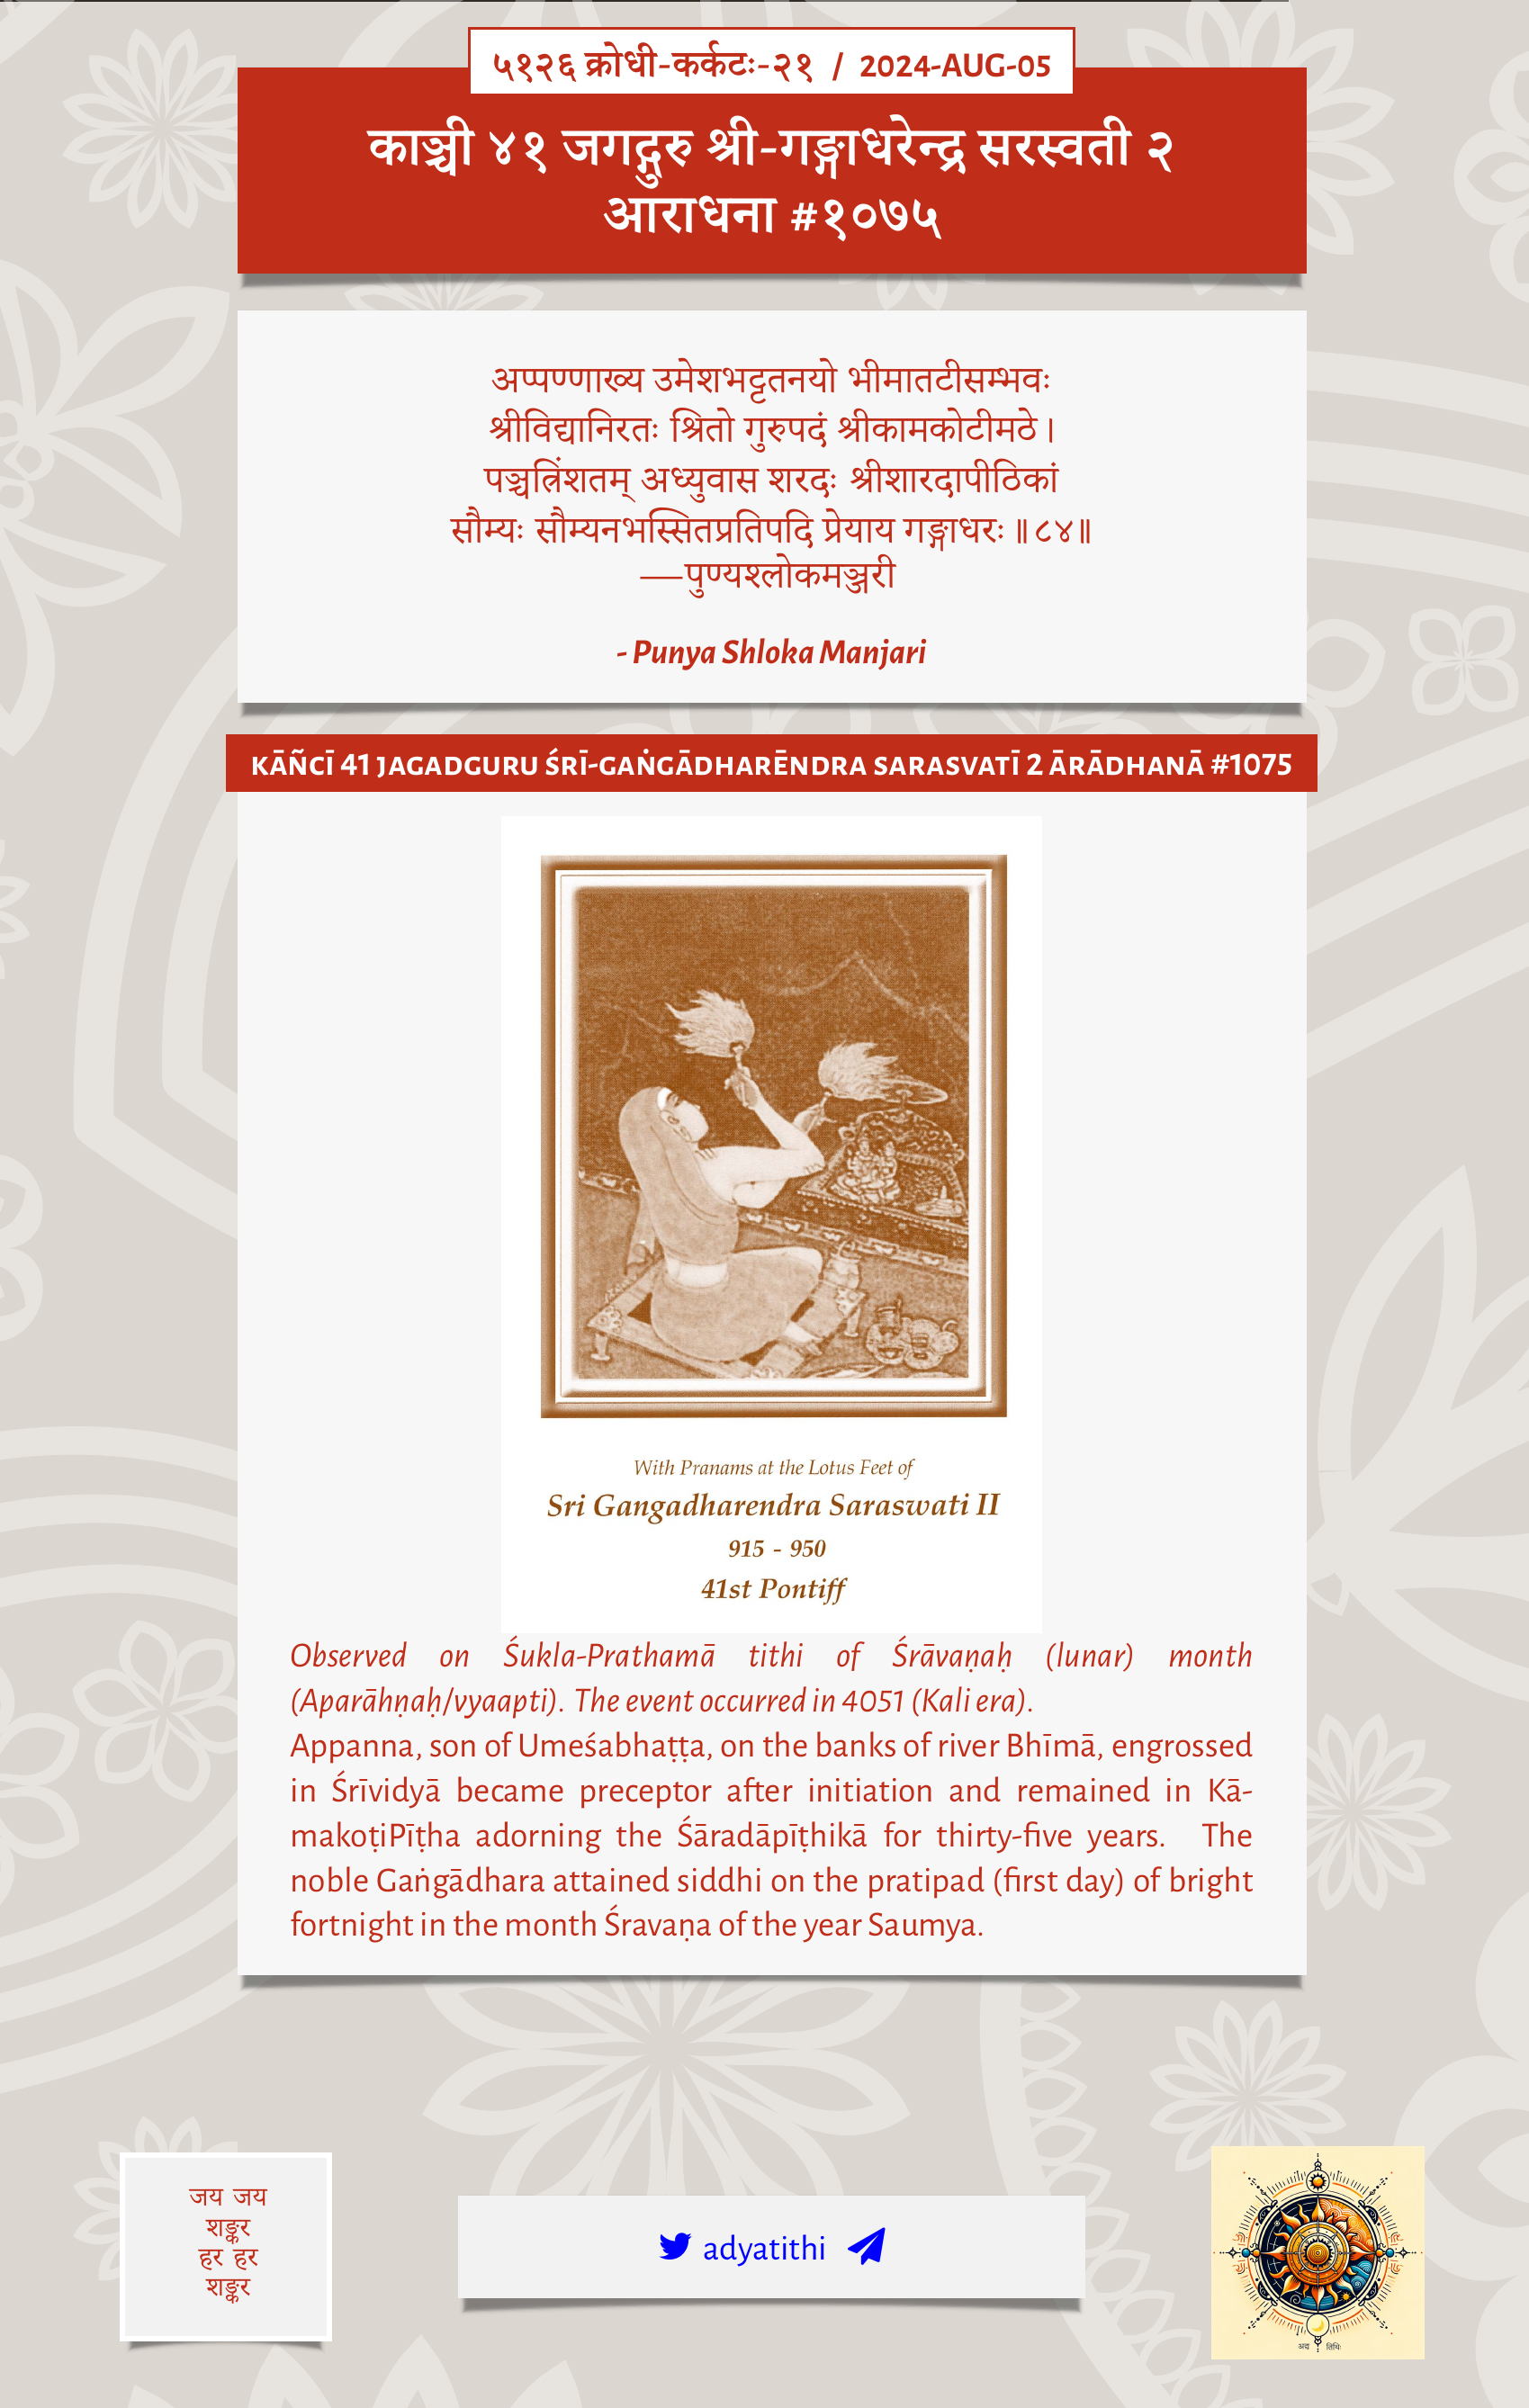 ५१२६ क्रोधी-कर्कटः-२१ / 2024-AUG-05
काञ्ची ४१ जगद्गुरु श्री-गङ्गाधरेन्द्र सरस्वती २
आराधना #१०७५
अप्पण्णाख्य उमेशभट्टतनयो भीमातटीसम्भवः
श्रीविद्यानिरतः श्रितो गुरुपदं श्रीकामकोटीमठे।
पञ्चत्रिंशतम् अध्युवास शरदः श्रीशारदापीठिकां
सौम्यः सौम्यनभस्सितप्रतिपदि प्रेयाय गङ्गाधरः॥८४॥
—पुण्यश्लोकमञ्जरी
- Punya Shloka Manjari
KĀÑCĪ 41 JAGADGURU ŚRĪ-GAṄGĀDHARĒNDRA SARASVATĪ 2 ĀRĀDHANĀ #1075
With Pranams at the Lotus Feet of
Sri Gangadharendra Saraswati II
915 - 950
41st Pontiff
Observed on Śukla-Prathamā tithi of Śrāvaṇaḥ (lunar) month
(Aparāhṇaḥ/vyaapti). The event occurred in 4051 (Kali era).
Appanna, son of Umeśabhaṭṭa, on the banks of river Bhīmā, engrossed
in Śrīvidyā became preceptor after initiation and remained in Kā-
makoṭiPīṭha adorning the Śāradāpīṭhikā for thirty-five years. The
noble Gaṅgādhara attained siddhi on the pratipad (first day) of bright
fortnight in the month Śravaṇa of the year Saumya.
जय जय
शङ्कर
हर हर
शङ्कर
adyatithi
अद्य तिथिः